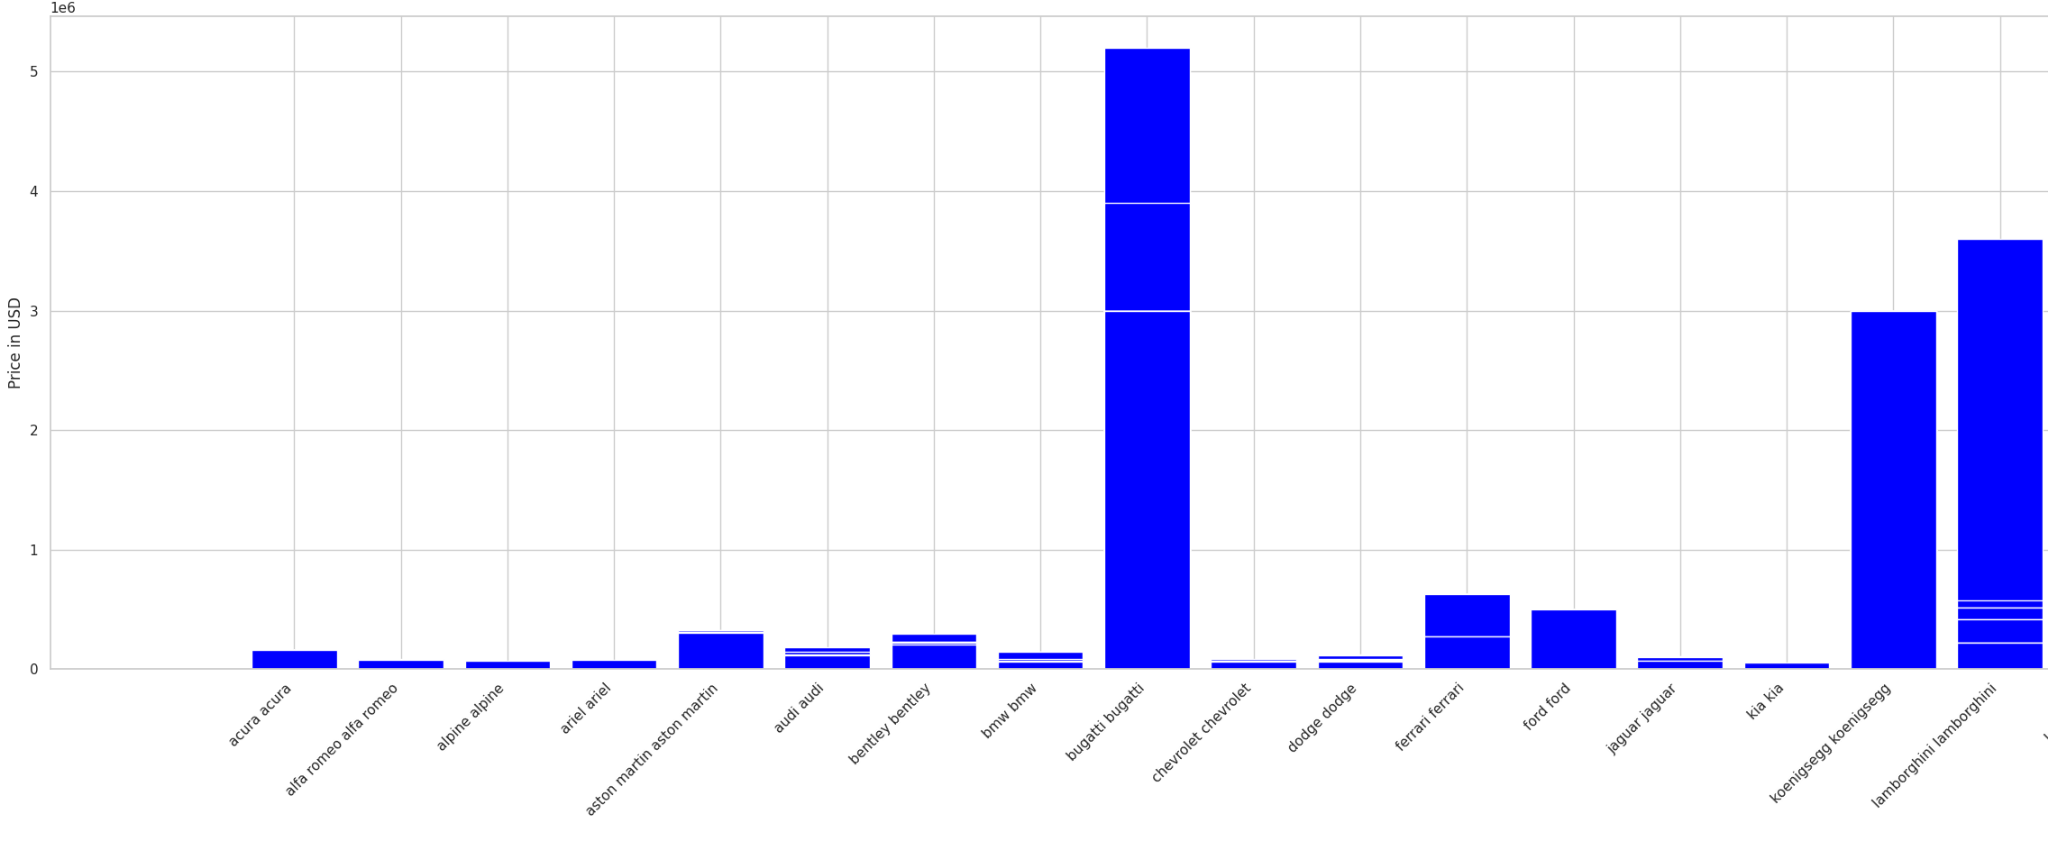 1e6
5
4
3
2
1
0
Price in USD
acura acura
alfa romeo alfa romeo
alpine alpine
ariel ariel
aston martin aston martin
audi audi
bentley bentley
bmw bmw
bugatti bugatti
chevrolet chevrolet
dodge dodge
ferrari ferrari
ford ford
jaguar jaguar
kia kia
koenigsegg koenigsegg
lamborghini lamborghini